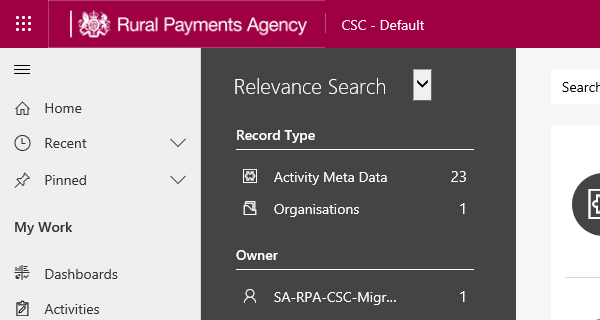 Rural Payments Agency
CSC - Default
Home
Recent
Pinned
My Work
Dashboards
Activities
Relevance Search
Record Type
Activity Meta Data 23
Organisations 1
Owner
SA-RPA-CSC-Migr... 1
Search